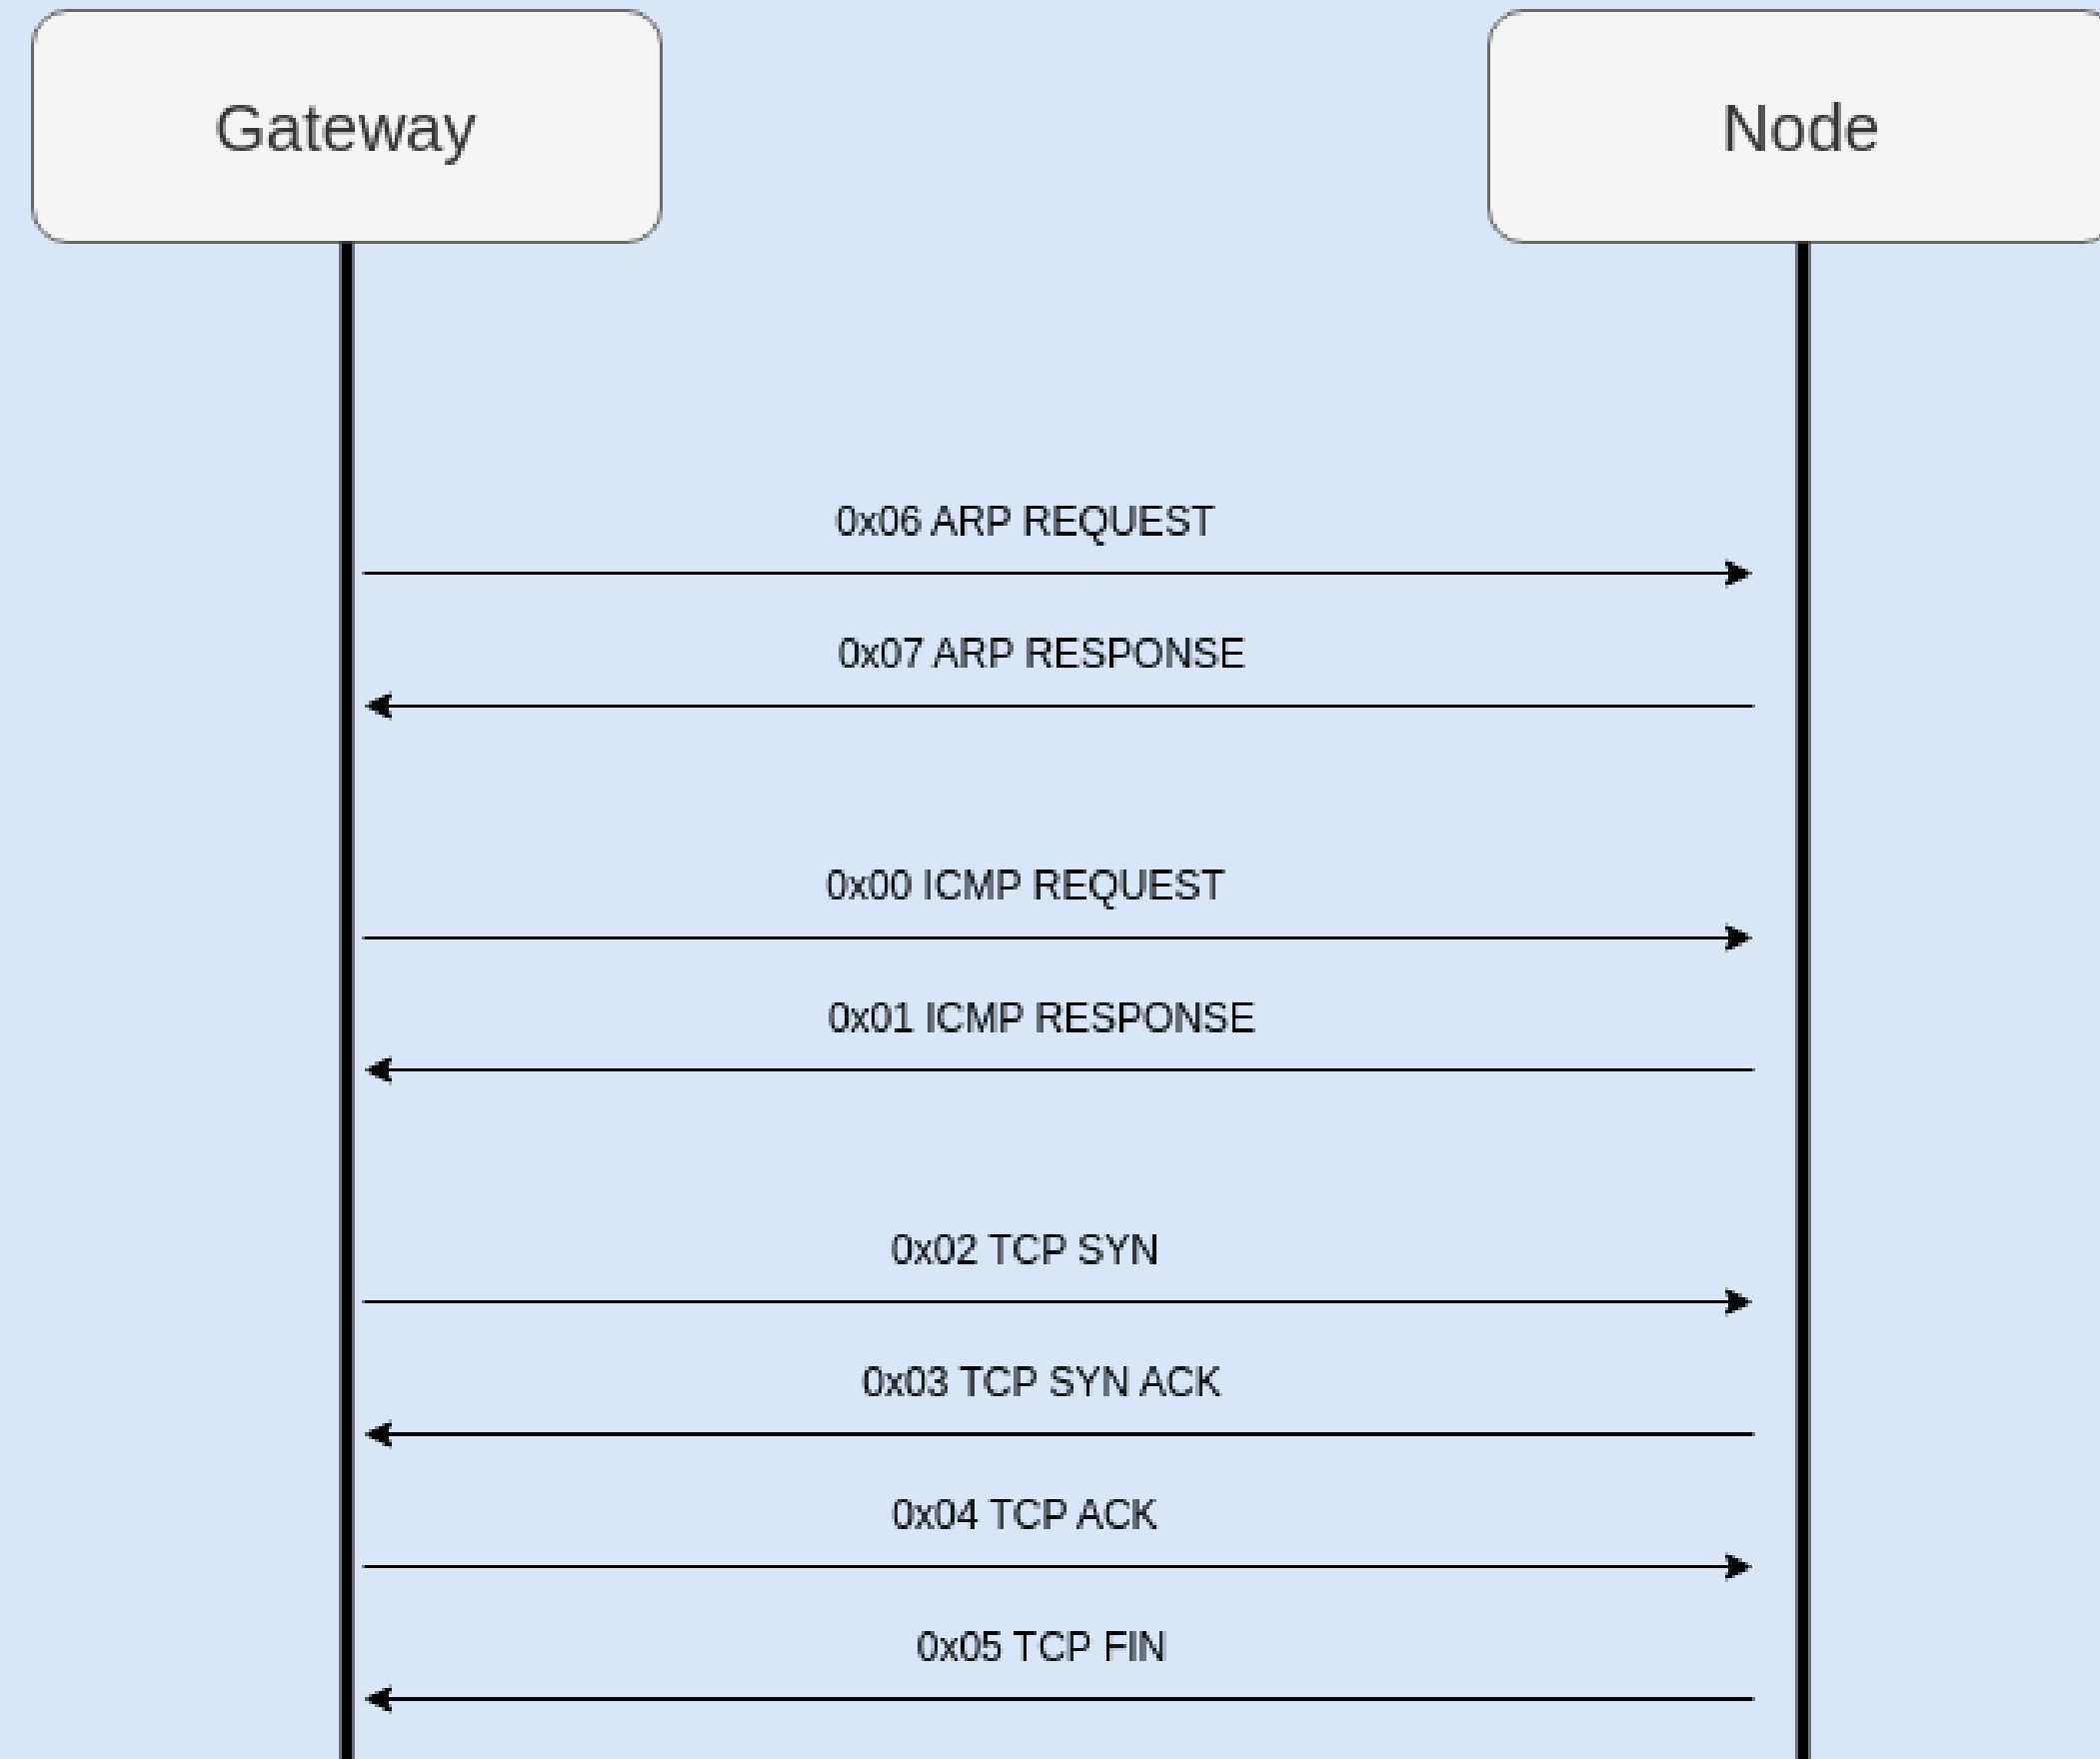 Gateway
Node
0x06 ARP REQUEST
0x07 ARP RESPONSE
0x00 ICMP REQUEST
0x01 ICMP RESPONSE
0x02 TCP SYN
0x03 TCP SYN ACK
0x04 TCP ACK
0x05 TCP FIN